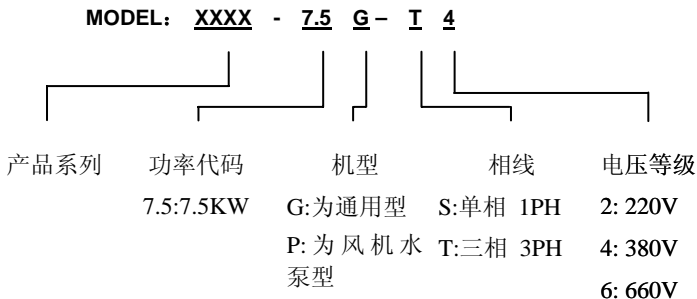 MODEL： XXXX - 7.5 G – T 4
产品系列 功率代码 机型 相线 电压等级
7.5:7.5KW G:为通用型 S:单相 1PH 2: 220V
P: 为风机水 T:三相 3PH 4: 380V
泵型
6: 660V